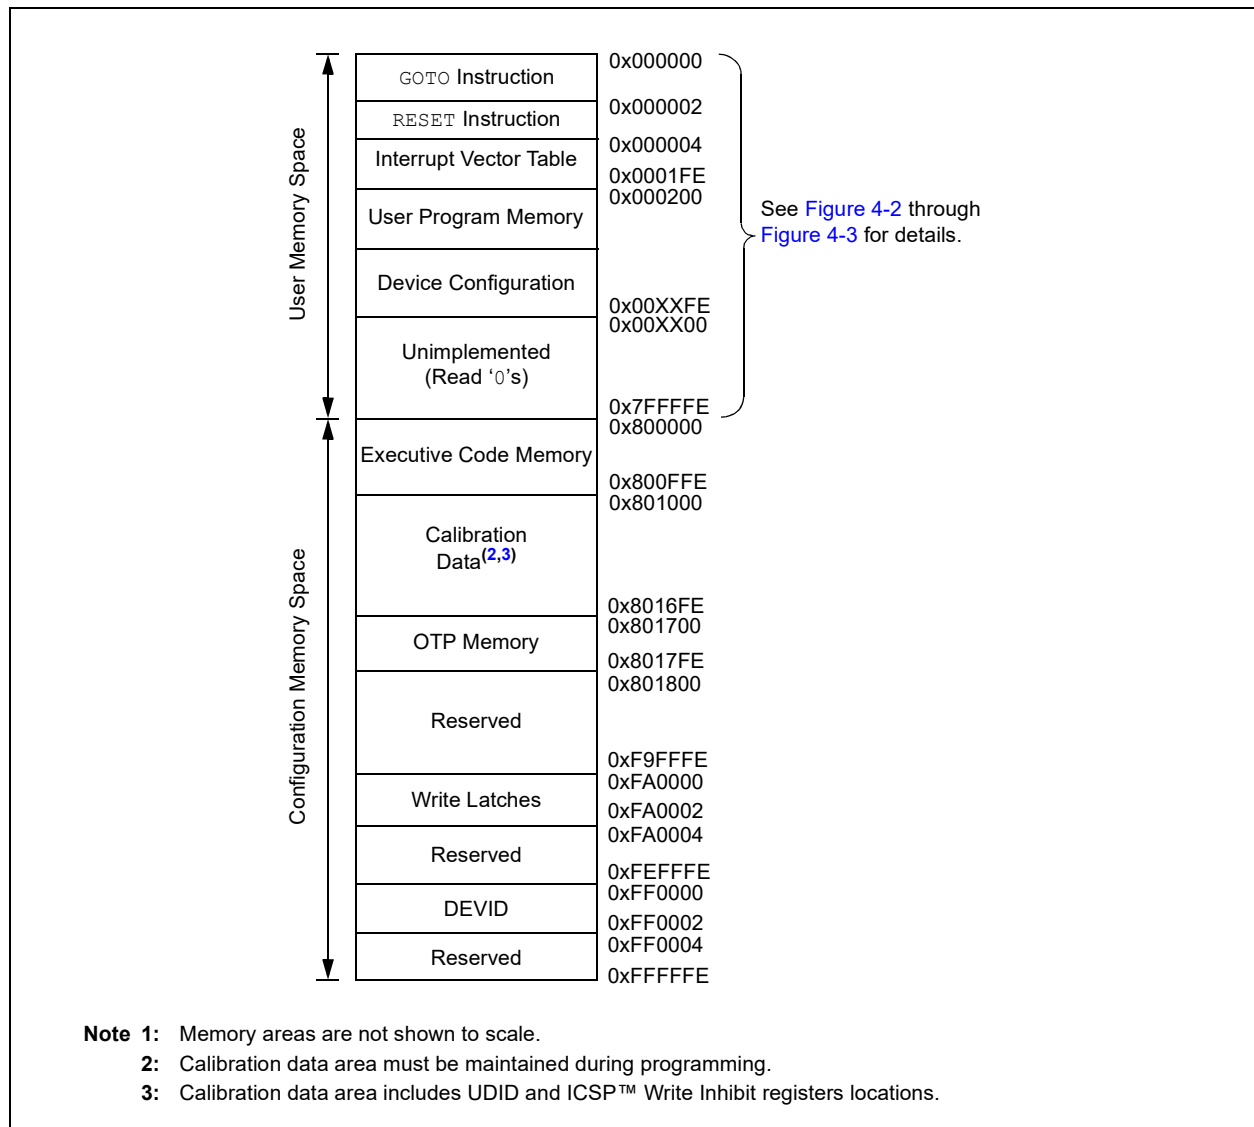 User Memory Space
GOTO Instruction
0x000000
RESET Instruction
0x000002
Interrupt Vector Table
0x000004
0x0001FE
User Program Memory
0x000200
Device Configuration
0x00XXFE
Unimplemented
(Read ‘0’s)
0x00XX00
0x7FFFFE
See Figure 4-2 through
Figure 4-3 for details.
Configuration Memory Space
Executive Code Memory
0x800000
0x800FFE
Calibration
Data(2,3)
0x801000
0x8016FE
OTP Memory
0x801700
0x8017FE
Reserved
0x801800
0xF9FFFE
Write Latches
0xFA0000
0xFA0002
Reserved
0xFA0004
0xFEFFFE
DEVID
0xFF0000
0xFF0002
Reserved
0xFF0004
0xFFFFFE
Note 1: Memory areas are not shown to scale.
2: Calibration data area must be maintained during programming.
3: Calibration data area includes UDID and ICSP™ Write Inhibit registers locations.